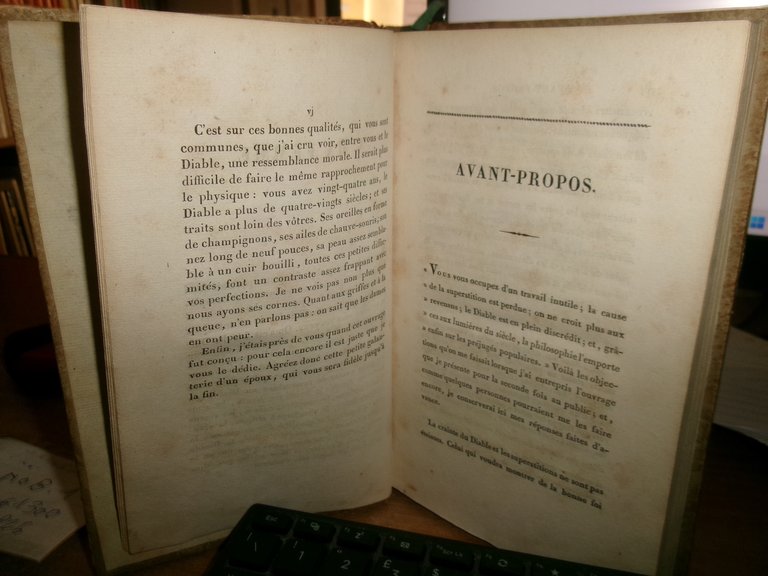 vj
C'est sur ces bonnes qualités, qui vous sont
communes, que j'ai cru voir, entre vous et le
Diable, une ressemblance morale. Il serait plus
difficile de faire le même rapprochement pour
le physique : vous avez vingt-quatre ans, le
Diable a plus de quatre-vingts siècles; et ses
traits sont loin des vôtres. Ses oreilles en forme
de champignons, ses ailes de chauve-souris; son
nez long de neuf pouces, sa peau assez sembla-
ble à un cuir bouilli, toutes ces petites diffor-
mités, font un contraste assez frappant avec
vos perfections. Je ne vois pas non plus que
nous ayons ses cornes. Quant aux griffes et à la
queue, n'en parlons pas : on sait que les dames
en ont peur.
Enfin, j'étais près de vous quand cet ouvrage
fut conçu : pour cela encore il est juste que je
vous le dédie. Agréez donc cette petite galan-
terie d'un époux, qui vous sera fidèle jusqu'à
la fin.
AVANT-PROPOS.
« Vous vous occupez d'un travail inutile; la cause
» de la superstition est perdue; on ne croit plus aux
» revenans; le Diable est en plein discrédit; et, grâ-
» ces aux lumières du siècle, la philosophie l'emporte
» enfin sur les préjugés populaires. » Voilà les objec-
tions qu'on me faisait lorsque j'ai entrepris l'ouvrage
que je présente pour la seconde fois au public; et,
comme quelques personnes pourraient me les faire
encore, je conserverai ici mes réponses faites d'a-
vance.
La crainte du Diable et les superstitions ne sont pas
Celui qui voudra montrer de la bonne foi